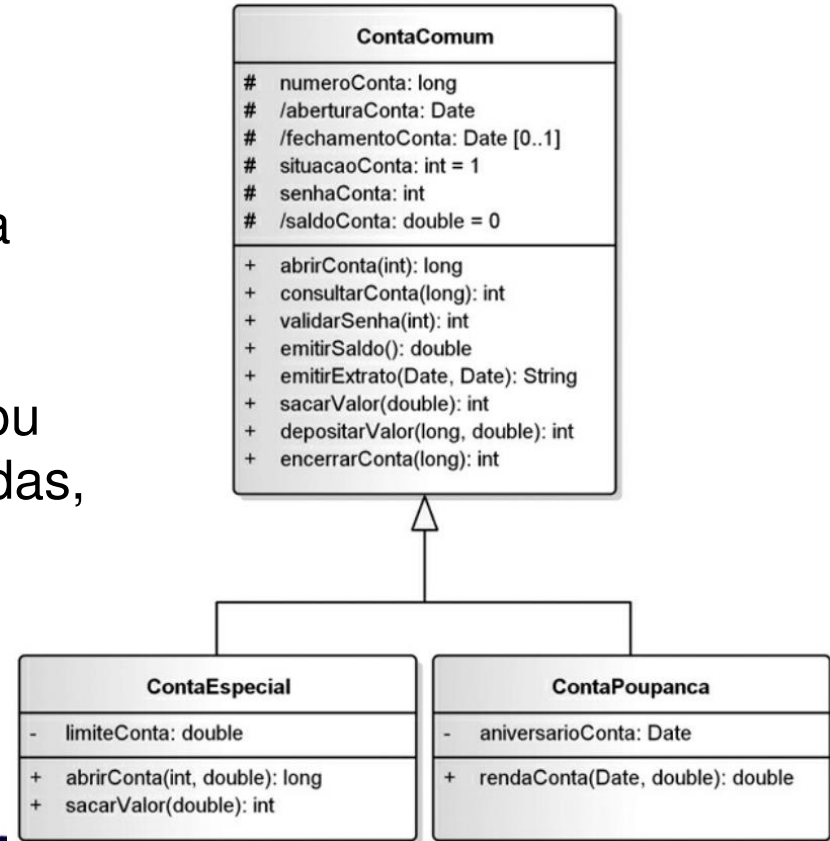 a
ou
das,
ContaComum
# numeroConta: long
# /aberturaConta: Date
# /fechamentoConta: Date [0..1]
# situacaoConta: int = 1
# senhaConta: int
# /saldoConta: double = 0
+ abrirConta(int): long
+ consultarConta(long): int
+ validarSenha(int): int
+ emitirSaldo(): double
+ emitirExtrato(Date, Date): String
+ sacarValor(double): int
+ depositarValor(long, double): int
+ encerrarConta(long): int
ContaEspecial
- limiteConta: double
+ abrirConta(int, double): long
+ sacarValor(double): int
ContaPoupanca
- aniversarioConta: Date
+ rendaConta(Date, double): double